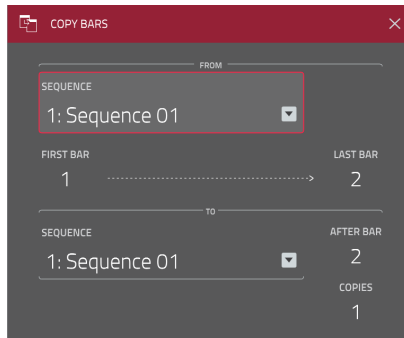 COPY BARS
FROM
SEQUENCE
1: Sequence 01
FIRST BAR LAST BAR
1 2
TO
SEQUENCE AFTER BAR
1: Sequence 01 2
COPIES
1